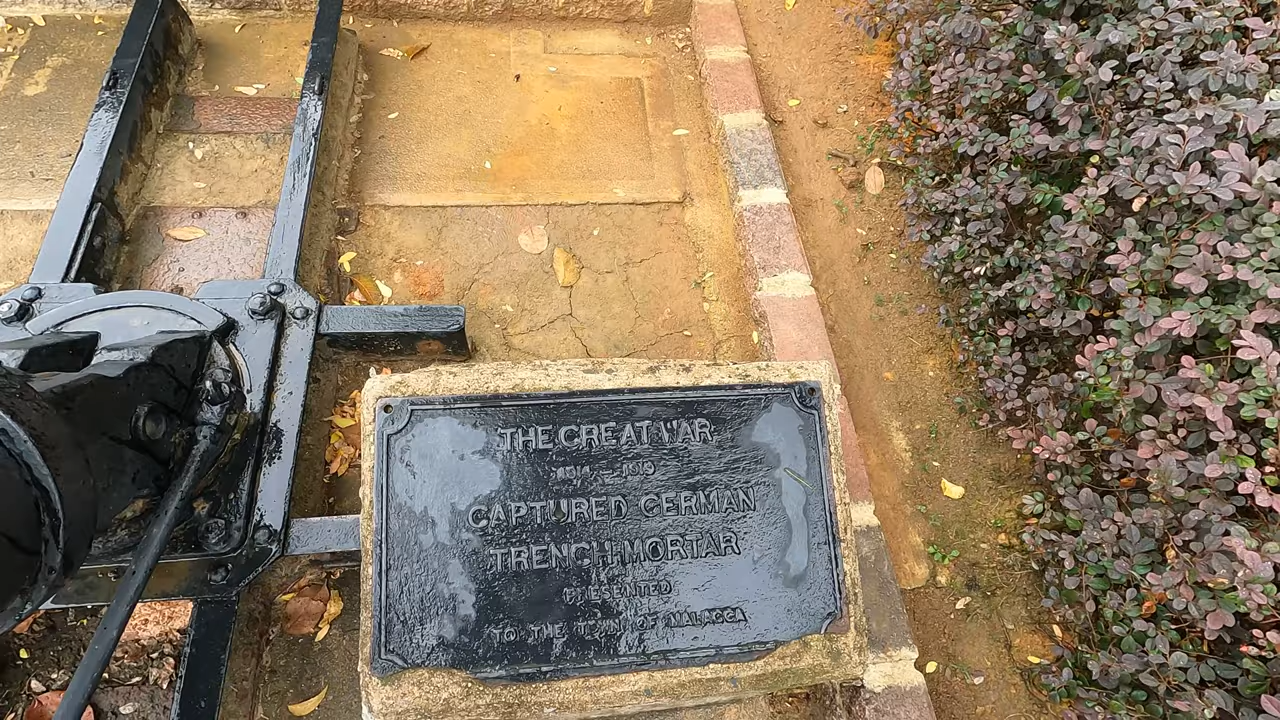 THE GREAT WAR
1914 – 1919
CAPTURED GERMAN
TRENCH MORTAR
PRESENTED
TO THE TOWN OF MALACCA